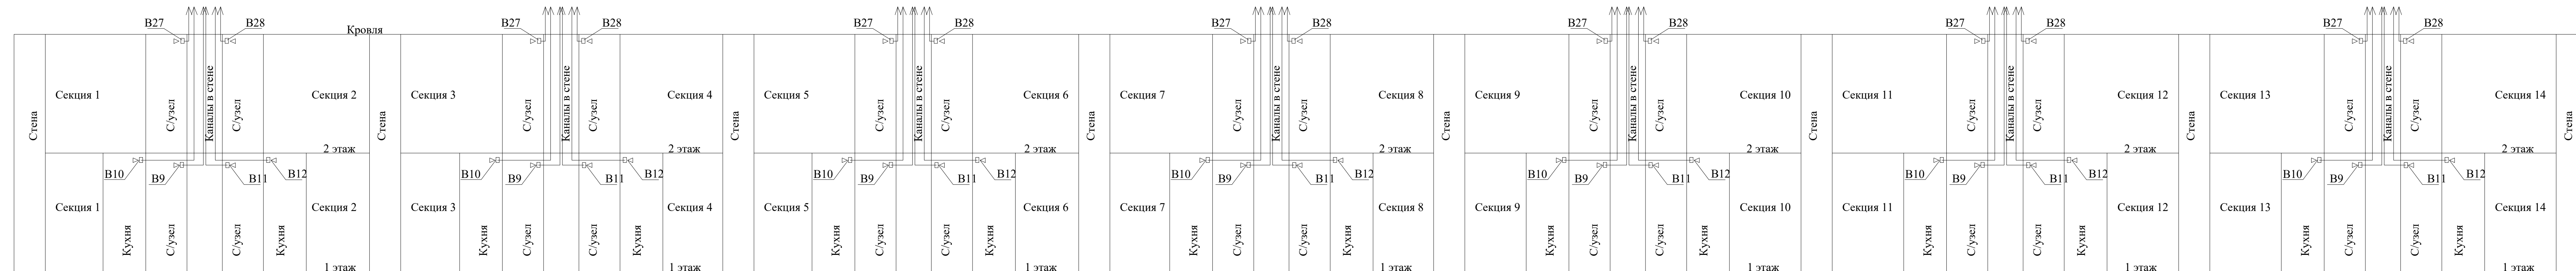 В27 В28 В27 В28 В27 В28 В27 В28 В27 В28 В27 В28 В27 В28
Кровля
Секция 1 Секция 2 Секция 3 Секция 4 Секция 5 Секция 6 Секция 7 Секция 8 Секция 9 Секция 10 Секция 11 Секция 12 Секция 13 Секция 14
Стена С/узел Каналы в стене С/узел Стена С/узел Каналы в стене С/узел Стена С/узел Каналы в стене С/узел Стена С/узел Каналы в стене С/узел Стена С/узел Каналы в стене С/узел Стена С/узел Каналы в стене С/узел Стена С/узел Каналы в стене С/узел Стена
2 этаж 2 этаж 2 этаж 2 этаж 2 этаж 2 этаж 2 этаж
В10 В9 В11 В12 В10 В9 В11 В12 В10 В9 В11 В12 В10 В9 В11 В12 В10 В9 В11 В12 В10 В9 В11 В12 В10 В9 В11 В12
Секция 1 Секция 2 Секция 3 Секция 4 Секция 5 Секция 6 Секция 7 Секция 8 Секция 9 Секция 10 Секция 11 Секция 12 Секция 13 Секция 14
Кухня С/узел С/узел Кухня Кухня С/узел С/узел Кухня Кухня С/узел С/узел Кухня Кухня С/узел С/узел Кухня Кухня С/узел С/узел Кухня Кухня С/узел С/узел Кухня Кухня С/узел С/узел Кухня
1 этаж 1 этаж 1 этаж 1 этаж 1 этаж 1 этаж 1 этаж